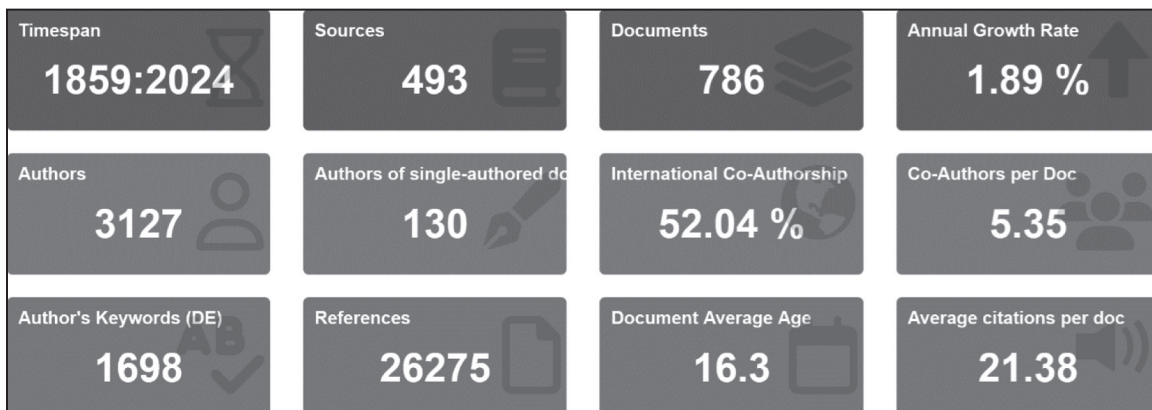 Timespan
1859:2024
Sources
493
Documents
786
Annual Growth Rate
1.89 %
Authors
3127
Authors of single-authored do
130
International Co-Authorship
52.04 %
Co-Authors per Doc
5.35
Author's Keywords (DE)
AB
1698
References
26275
Document Average Age
16.3
Average citations per doc
21.38